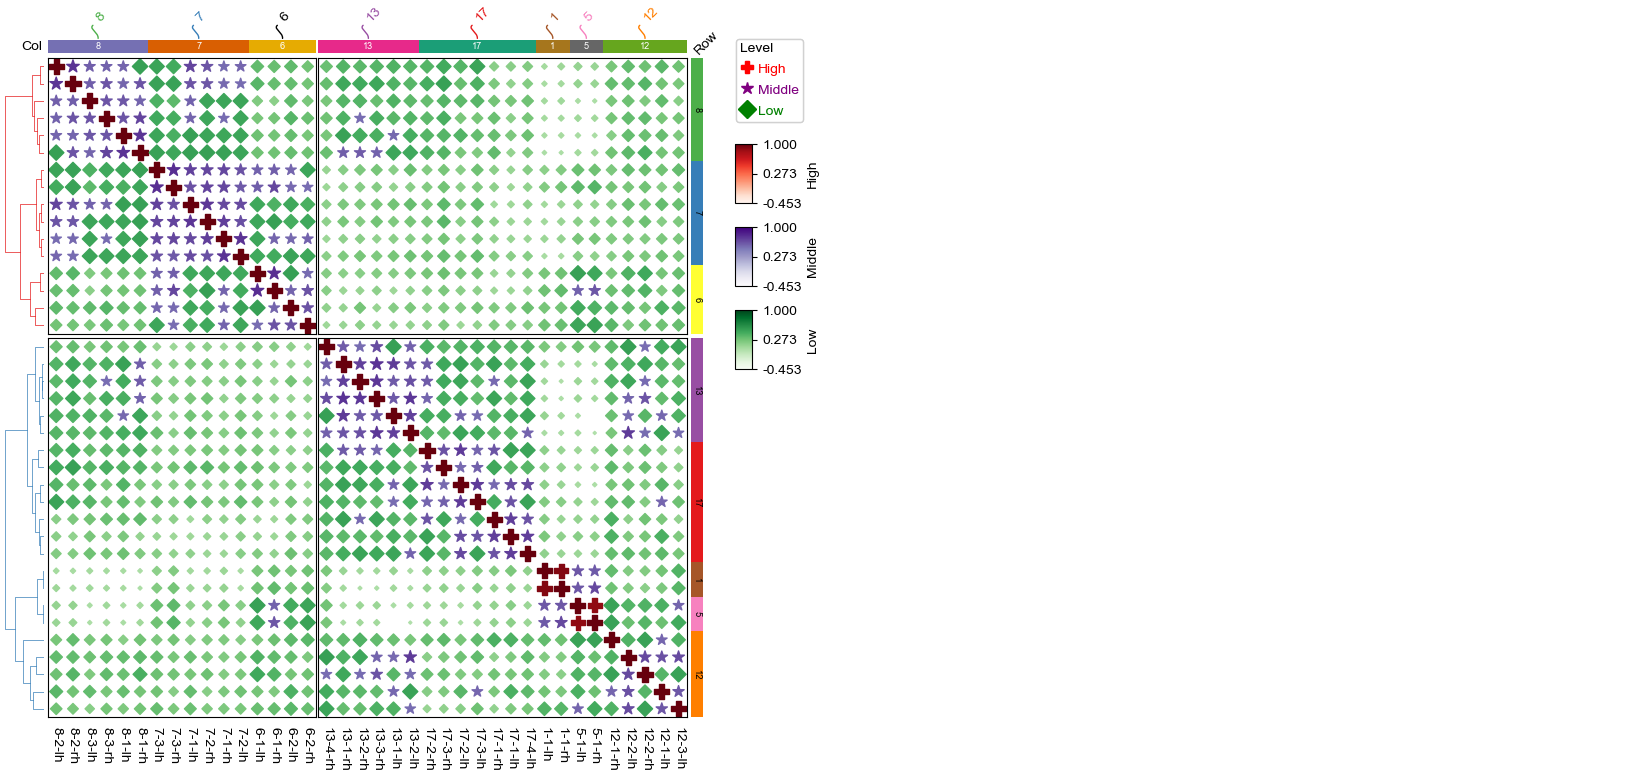 8
7
6
13
17
1
5
12
Col
8
7
6
13
17
1
5
12
Row
8
7
6
13
17
1
5
12
8-2-lh
8-2-rh
8-3-lh
8-3-rh
8-1-lh
8-1-rh
7-3-lh
7-3-rh
7-1-lh
7-2-rh
7-1-rh
7-2-lh
6-1-lh
6-1-rh
6-2-lh
6-2-rh
13-4-rh
13-1-rh
13-2-rh
13-3-rh
13-1-lh
13-2-lh
17-2-rh
17-3-rh
17-2-lh
17-3-lh
17-1-rh
17-1-lh
17-4-lh
1-1-lh
1-1-rh
5-1-lh
5-1-rh
12-1-rh
12-2-lh
12-2-rh
12-1-lh
12-3-lh
Level
High
Middle
Low
1.000
0.273
-0.453
High
1.000
0.273
-0.453
Middle
1.000
0.273
-0.453
Low